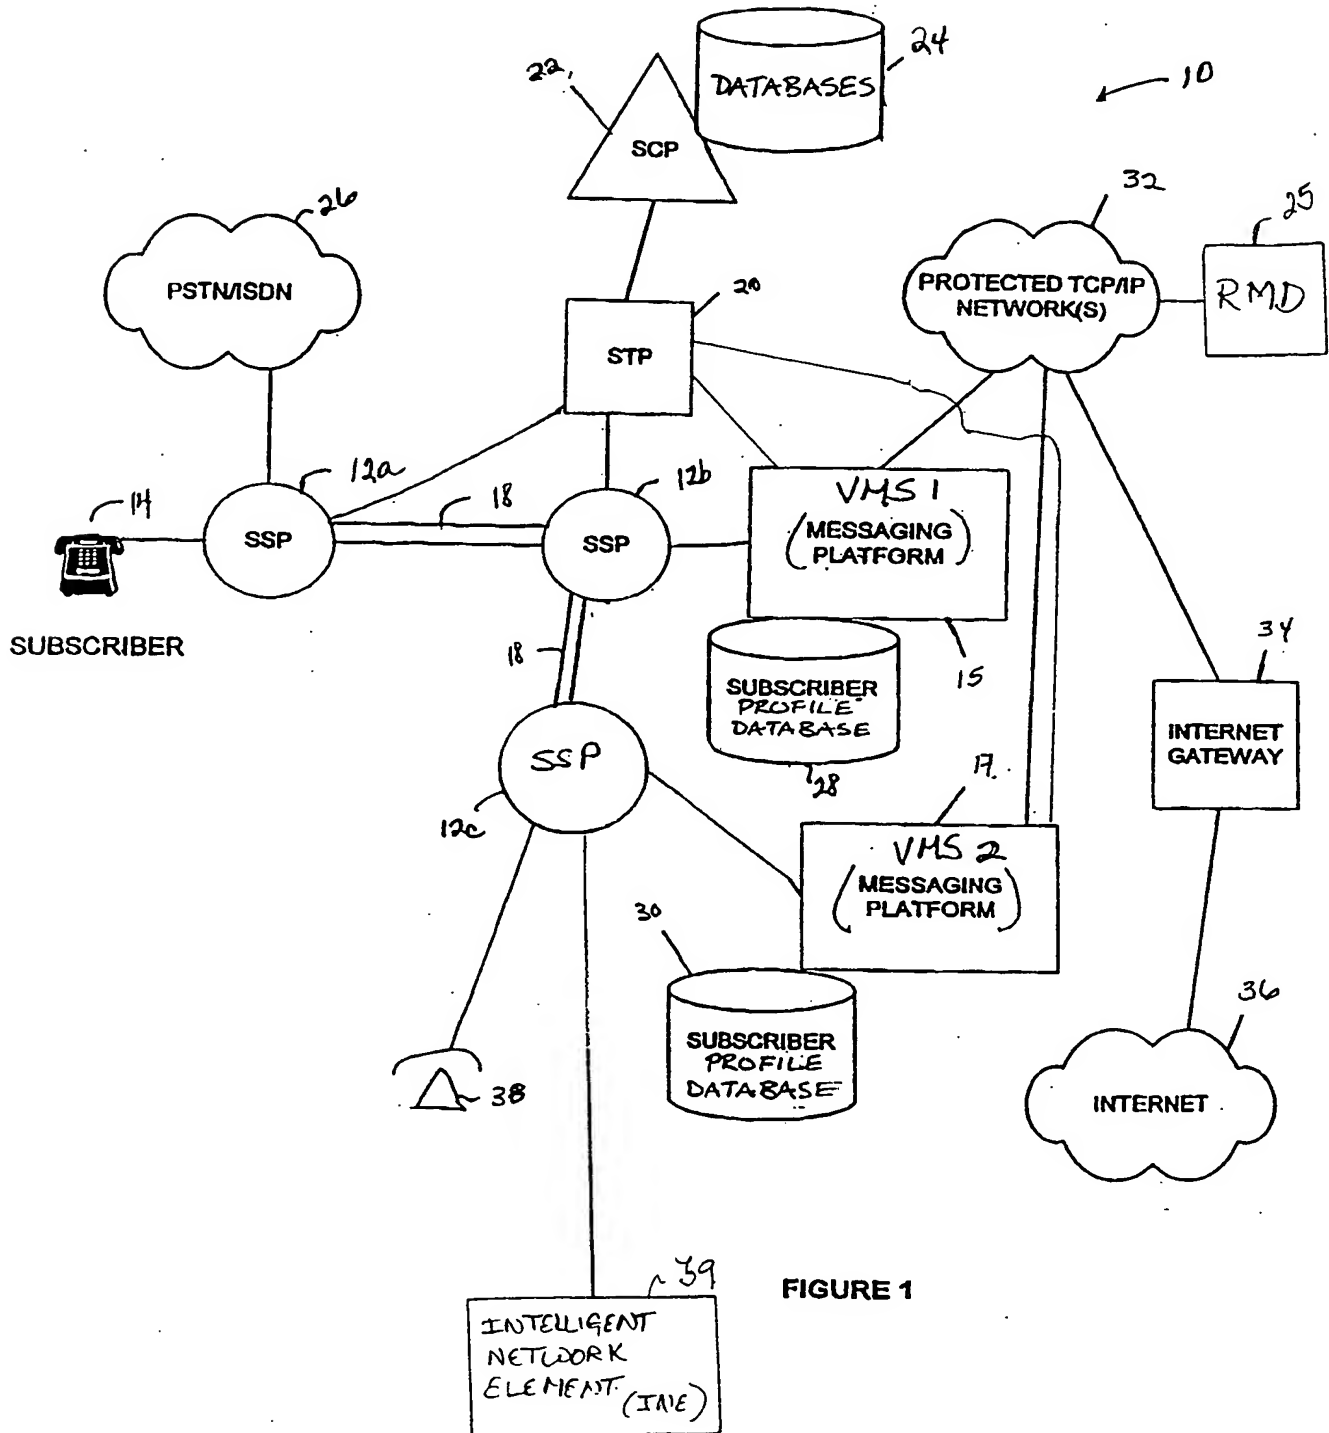 24
22
DATABASES
10
SCP
26
32
25
PSTN/ISDN
20
PROTECTED TCP/IP
NETWORK(S)
RMD
STP
12a
12b
14
18
VMS 1
SSP
SSP
(MESSAGING
PLATFORM)
SUBSCRIBER
18
15
34
SUBSCRIBER
PROFILE
DATABASE
INTERNET
GATEWAY
SSP
28
17
12c
VMS 2
(MESSAGING
PLATFORM)
30
36
SUBSCRIBER
PROFILE
DATABASE
38
INTERNET
39
FIGURE 1
INTELLIGENT
NETWORK
ELEMENT
(INE)